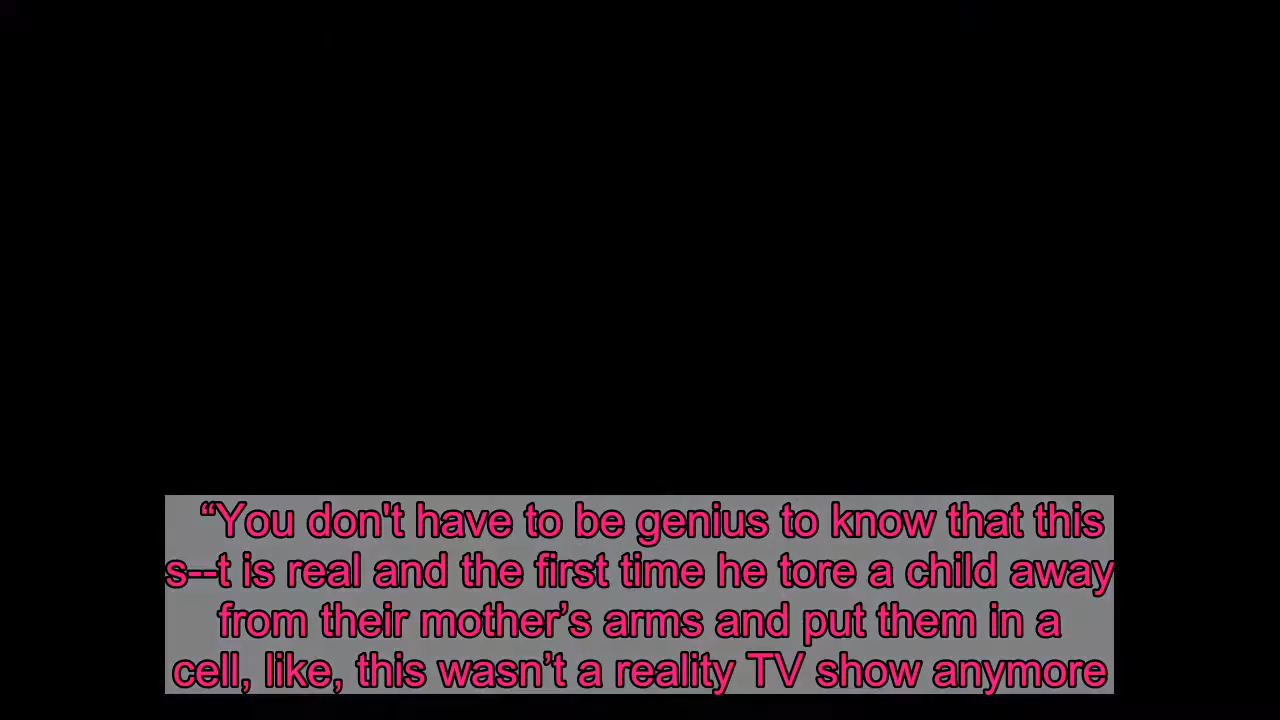 “You don't have to be genius to know that this
s--t is real and the first time he tore a child away
from their mother’s arms and put them in a
cell, like, this wasn’t a reality TV show anymore